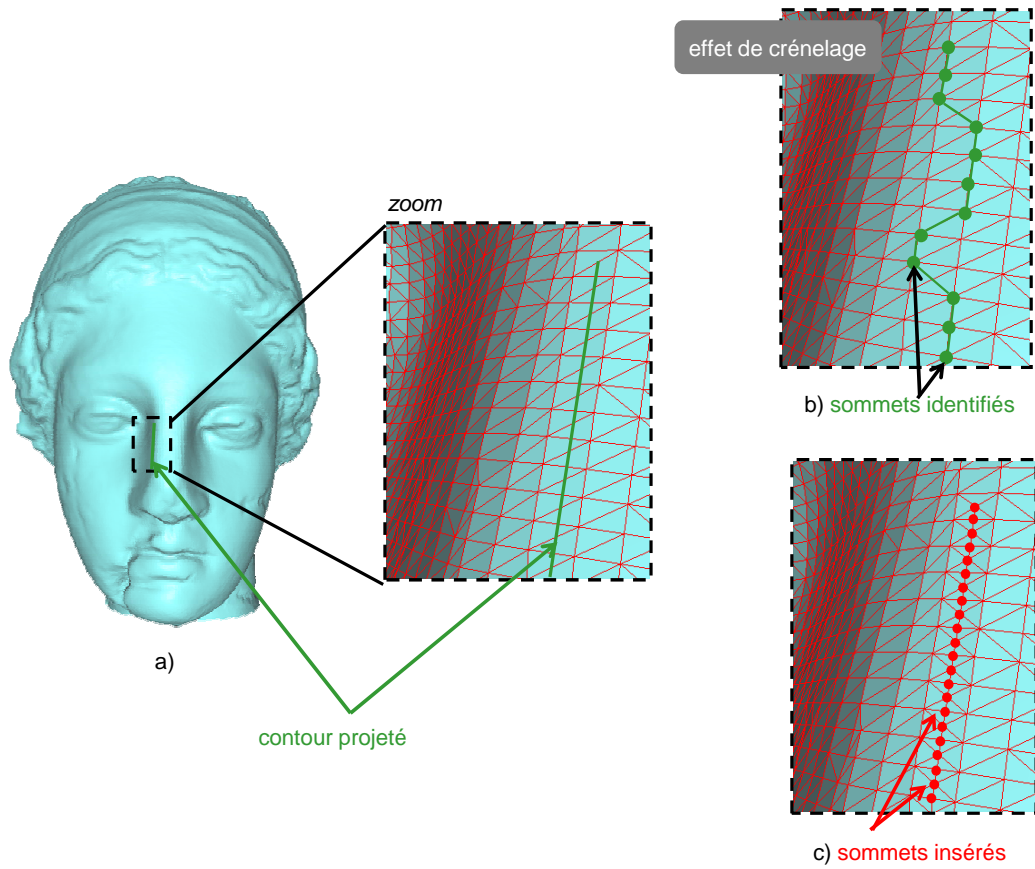 effet de crénelage
zoom
b) sommets identifiés
a)
contour projeté
c) sommets insérés